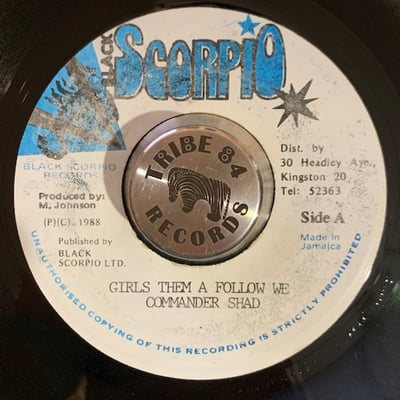 BLACK
SCORPIO
BLACK SCORPIO
RECORDS
Produced by:
M. Johnson
(P)(C) 1988
Published by
BLACK
SCORPIO LTD.
TRIBE 84
RECORDS
Dist. by
30 Headley Ave.,
Kingston 20,
Tel: 52363
Side A
Made in
Jamaica
GIRLS THEM A FOLLOW WE
COMMANDER SHAD
UNAUTHORISED COPYING OF THIS RECORDING IS STRICTLY PROHIBITED